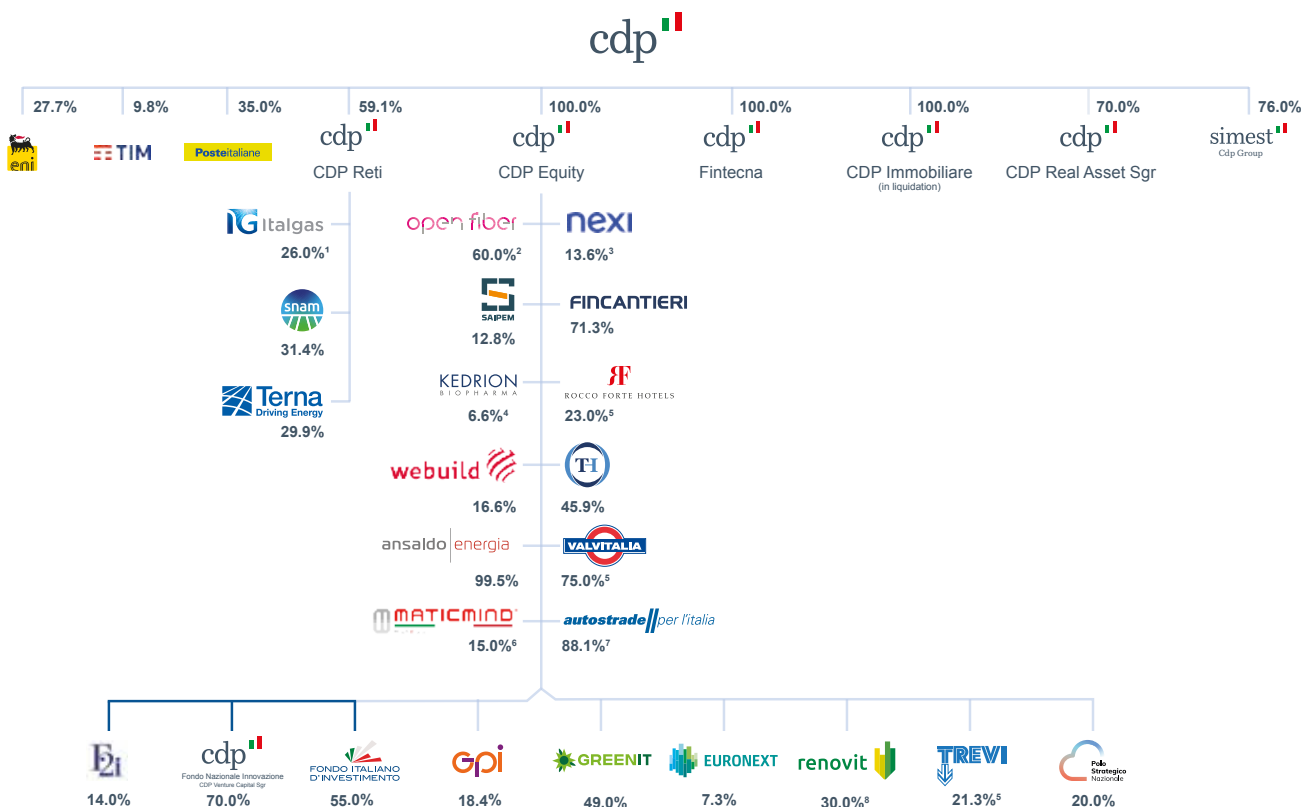 cdp
27.7% 9.8% 35.0% 59.1% 100.0% 100.0% 100.0% 70.0% 76.0%
eni TIM Posteitaliane cdp cdp cdp cdp cdp simest
Cdp Group
CDP Reti CDP Equity Fintecna CDP Immobiliare CDP Real Asset Sgr
(in liquidation)
IG Italgas open fiber nexi
26.0%¹ 60.0%² 13.6%³
snam SAIPEM FINCANTIERI
31.4% 12.8% 71.3%
KEDRION
BIOPHARMA
RF
ROCCO FORTE HOTELS
Terna
Driving Energy
29.9% 6.6%⁴ 23.0%⁵
webuild TH
16.6% 45.9%
ansaldo energia VALVITALIA
99.5% 75.0%⁵
MATICMIND autostrade per l'italia
15.0%⁶ 88.1%⁷
F2i cdp FONDO ITALIANO
D'INVESTIMENTO
Fondo Nazionale Innovazione
CDP Venture Capital Sgr
GPI GREENIT EURONEXT renovit TREVI Polo
Strategico
Nazionale
14.0% 70.0% 55.0% 18.4% 49.0% 7.3% 30.0%⁸ 21.3%⁵ 20.0%